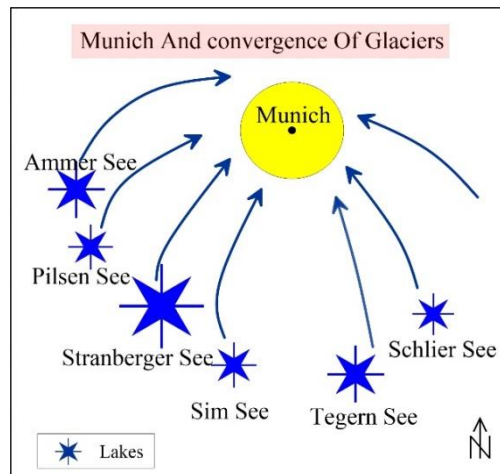 Munich And convergence Of Glaciers
Munich
Ammer See
Pilsen See
Stranberger See
Schlier See
Sim See
Tegern See
N
Lakes